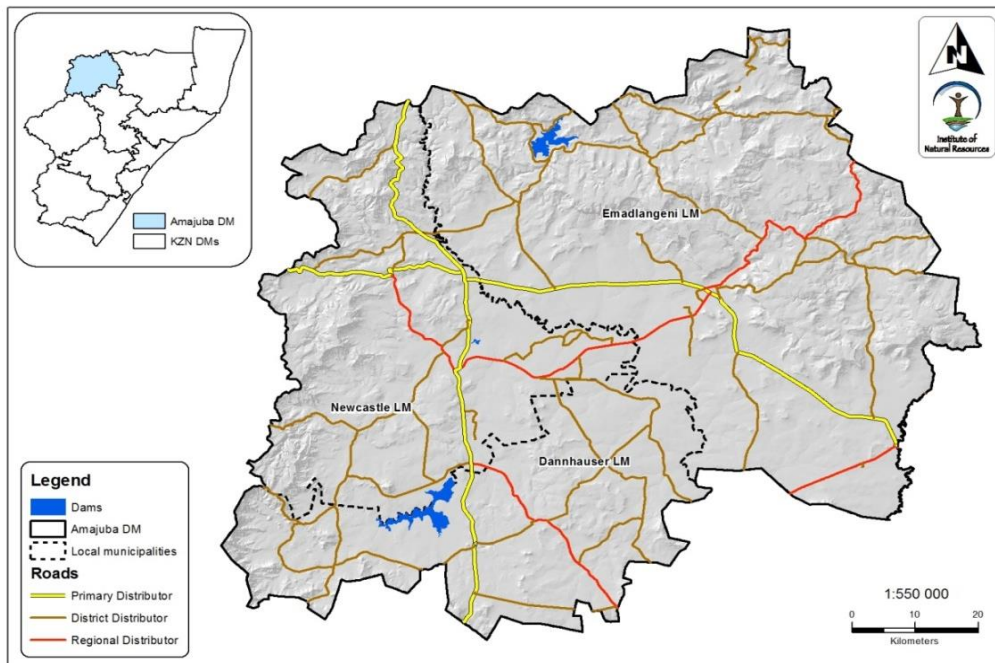 Amajuba DM
KZN DMs
N
Institute of
Natural Resources
Emadlangeni LM
Newcastle LM
Dannhauser LM
Legend
Dams
Amajuba DM
Local municipalities
Roads
Primary Distributor
District Distributor
Regional Distributor
1:550 000
0 10 20
Kilometers